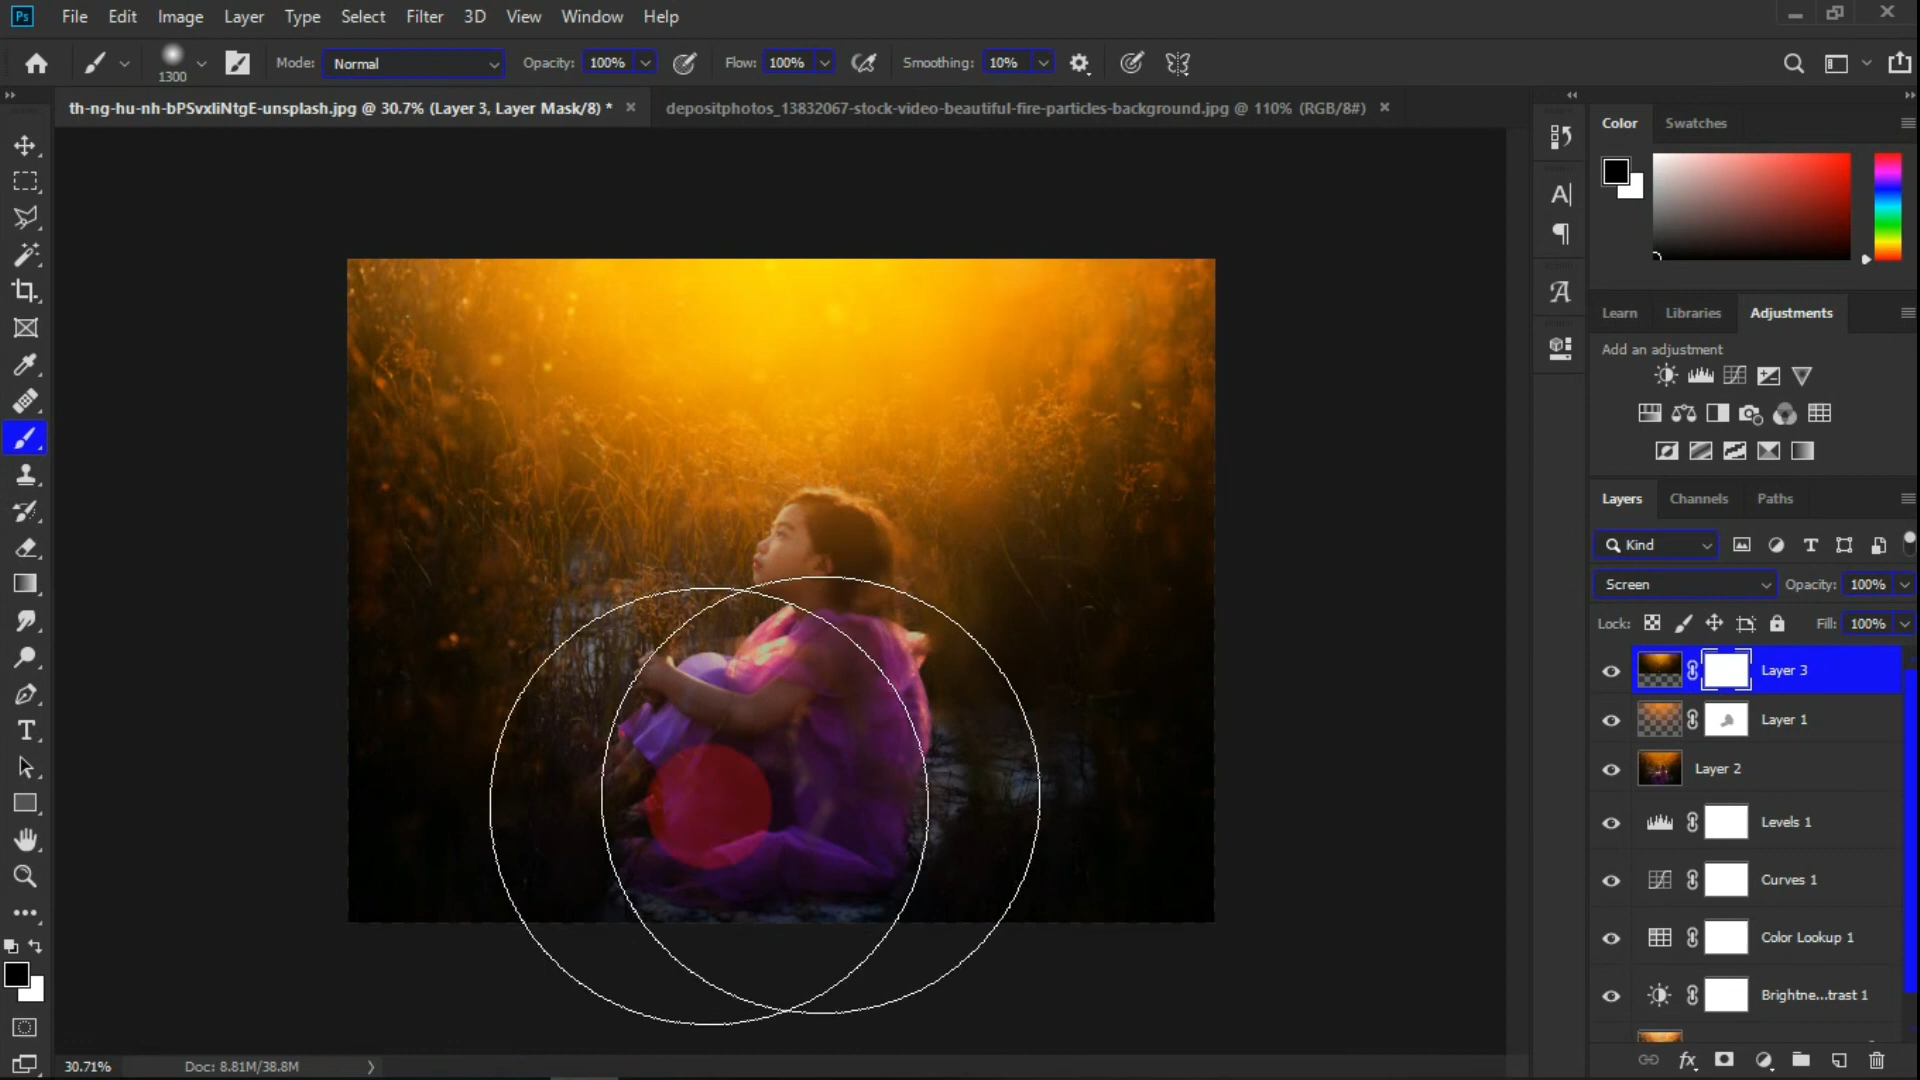 Ps File Edit Image Layer Type Select Filter 3D View Window Help
1300 Mode: Normal Opacity: 100% Flow: 100% Smoothing: 10%
th-ng-hu-nh-bPSvxliNtgE-unsplash.jpg @ 30.7% (Layer 3, Layer Mask/8) * × depositphotos_13832067-stock-video-beautiful-fire-particles-background.jpg @ 110% (RGB/8#) ×
Color Swatches
Learn Libraries Adjustments
Add an adjustment
Layers Channels Paths
Kind
Screen Opacity: 100%
Lock: Fill: 100%
Layer 3
Layer 1
Layer 2
Levels 1
Curves 1
Color Lookup 1
Brightne...trast 1
30.71% Doc: 8.81M/38.8M